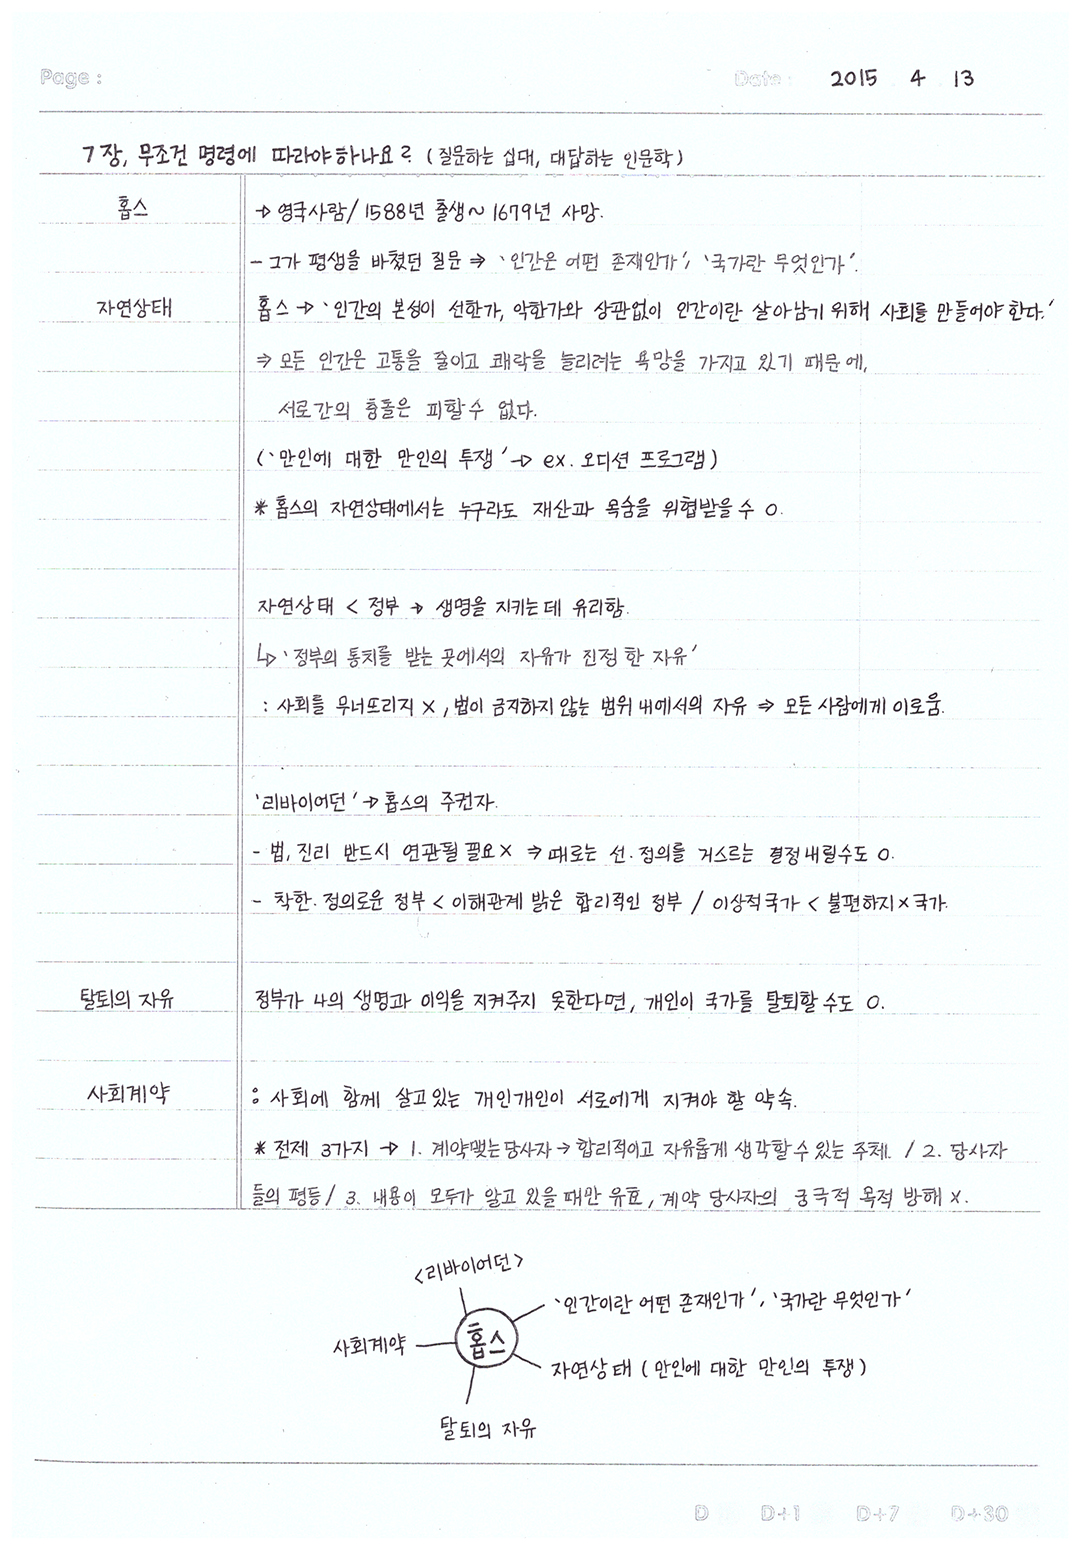 Page :
Date : 2015 4 13
7장, 무조건 명령에 따라야하나요? (질문하는 십대, 대답하는 인문학)
홉스 → 영국사람/ 1588년 출생~1679년 사망.
- 그가 평생을 바쳤던 질문 ⇒ '인간은 어떤 존재인가', '국가란 무엇인가'.
자연상태 홉스 → '인간의 본성이 선한가, 악한가와 상관없이 인간이란 살아남기 위해 사회를 만들어야 한다.'
⇒ 모든 인간은 고통을 줄이고 쾌락을 늘리려는 욕망을 가지고 있기 때문에,
서로간의 충돌은 피할 수 없다.
('만인에 대한 만인의 투쟁' → ex. 오디션 프로그램)
* 홉스의 자연상태에서는 누구라도 재산과 목숨을 위협받을 수 O.
자연상태 < 정부 → 생명을 지키는데 유리함.
↳ '정부의 통치를 받는 곳에서의 자유가 진정한 자유'
: 사회를 무너뜨리지 X, 법이 금지하지 않는 범위 내에서의 자유 ⇒ 모든 사람에게 이로움.
'리바이어던' → 홉스의 주권자.
- 법, 진리 반드시 연관될 필요 X ⇒ 때로는 선·정의를 거스르는 결정 내릴수도 O.
- 착한·정의로운 정부 < 이해관계 밝은 합리적인 정부 / 이상적국가 < 불편하지X국가.
탈퇴의 자유 정부가 나의 생명과 이익을 지켜주지 못한다면, 개인이 국가를 탈퇴할 수도 O.
사회계약 : 사회에 함께 살고있는 개인개인이 서로에게 지켜야 할 약속.
* 전제 3가지 → 1. 계약맺는 당사자 → 합리적이고 자유롭게 생각할 수 있는 주체. / 2. 당사자
들의 평등 / 3. 내용이 모두가 알고 있을 때만 유효, 계약 당사자의 궁극적 목적 방해 X.
<리바이어던>
'인간이란 어떤 존재인가', '국가란 무엇인가'
사회계약 홉스
자연상태 (만인에 대한 만인의 투쟁)
탈퇴의 자유
D D+1 D+7 D+30